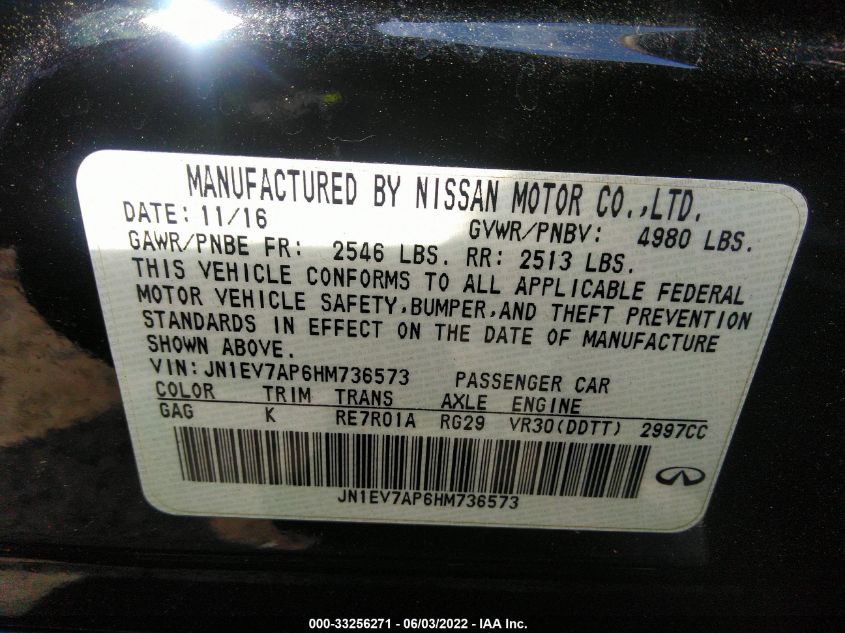 MANUFACTURED BY NISSAN MOTOR CO.,LTD.
DATE: 11/16 GVWR/PNBV: 4980 LBS.
GAWR/PNBE FR: 2546 LBS. RR: 2513 LBS.
THIS VEHICLE CONFORMS TO ALL APPLICABLE FEDERAL
MOTOR VEHICLE SAFETY,BUMPER,AND THEFT PREVENTION
STANDARDS IN EFFECT ON THE DATE OF MANUFACTURE
SHOWN ABOVE.
VIN:JN1EV7AP6HM736573 PASSENGER CAR
COLOR TRIM TRANS AXLE ENGINE
GAG K RE7R01A RG29 VR30(DDTT) 2997CC
JN1EV7AP6HM736573
000-33256271 - 06/03/2022 - IAA Inc.